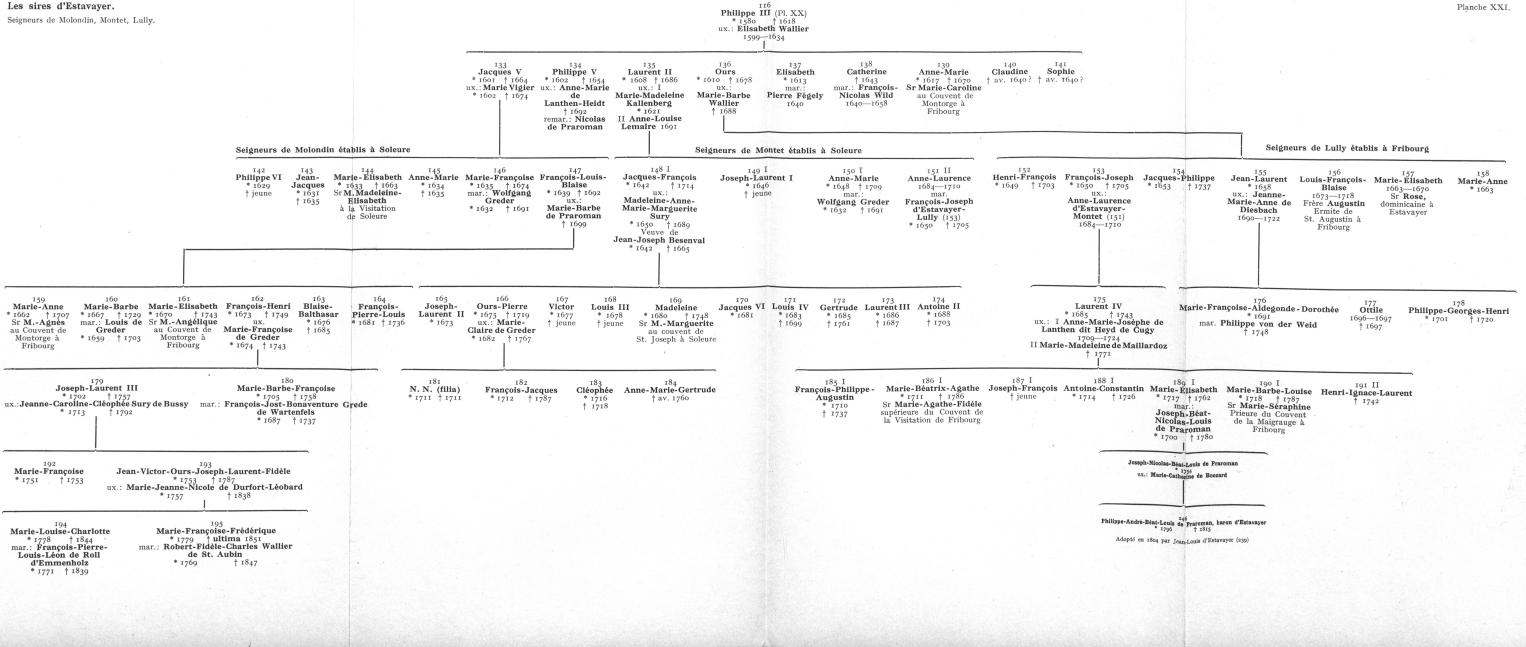 Les sires d'Estavayer.
Seigneurs de Molondin, Montet, Lully.
Planche XXI.
116
Philippe III (Pl. XX)
* 1580 † 1618
ux.: Elisabeth Wallier
1599—1634
133
Jacques V
* 1601 † 1664
ux.: Marie Vigier
* 1602 † 1674
134
Philippe V
* 1602 † 1654
ux.: Anne-Marie
de
Lanthen-Heidt
† 1692
remar.: Nicolas
de Praroman
135
Laurent II
* 1608 † 1686
ux.: I
Marie-Madeleine
Kallenberg
* 1621
II Anne-Louise
Lemaire 1691
136
Ours
* 1610 † 1678
ux.:
Marie-Barbe
Wallier
† 1688
137
Elisabeth
* 1613
mar.:
Pierre Fégely
1640
138
Catherine
† 1643
mar.: François-
Nicolas Wild
1640—1658
139
Anne-Marie
* 1617 † 1670
Sr Marie-Caroline
au Couvent de
Montorge à
Fribourg
140
Claudine
† av. 1640?
141
Sophie
† av. 1640?
Seigneurs de Molondin établis à Soleure
Seigneurs de Montet établis à Soleure
Seigneurs de Lully établis à Fribourg
142
Philippe VI
* 1629
† jeune
143
Jean-
Jacques
* 1631
† 1635
144
Marie-Elisabeth
* 1633 † 1663
Sr M.Madeleine-
Elisabeth
à la Visitation
de Soleure
145
Anne-Marie
* 1634
† 1635
146
Marie-Françoise
* 1635 † 1674
mar.: Wolfgang
Greder
* 1632 † 1691
147
François-Louis-
Blaise
* 1639 † 1692
ux.:
Marie-Barbe
de Praroman
† 1699
148 I
Jacques-François
* 1642 † 1714
ux.:
Madeleine-Anne-
Marie-Marguerite
Sury
* 1650 † 1689
Veuve de
Jean-Joseph Besenval
* 1642 † 1665
149 I
Joseph-Laurent I
* 1646
† jeune
150 I
Anne-Marie
* 1648 † 1709
mar.:
Wolfgang Greder
* 1632 † 1691
151 II
Anne-Laurence
1684—1710
mar.
François-Joseph
d'Estavayer-
Lully (153)
* 1650 † 1705
152
Henri-François
* 1649 † 1703
153
François-Joseph
* 1650 † 1705
ux.:
Anne-Laurence
d'Estavayer-
Montet (151)
1684—1710
154
Jacques-Philippe
* 1653 † 1737
155
Jean-Laurent
* 1658
ux.: Jeanne-
Marie-Anne de
Diesbach
1690—1722
156
Louis-François-
Blaise
1673—1718
Frère Augustin
Ermite de
St. Augustin à
Fribourg
157
Marie-Elisabeth
1663—1670
Sr Rose,
dominicaine à
Estavayer
158
Marie-Anne
* 1663
159
Marie-Anne
* 1662 † 1707
Sr M.-Agnès
au Couvent de
Montorge à
Fribourg
160
Marie-Barbe
* 1667 † 1729
mar.: Louis de
Greder
* 1659 † 1703
161
Marie-Elisabeth
* 1670 † 1743
Sr M.-Angélique
au Couvent de
Montorge à
Fribourg
162
François-Henri
* 1673 † 1749
ux.
Marie-Françoise
de Greder
* 1674 † 1743
163
Blaise-
Balthasar
* 1676
† 1685
164
François-
Pierre-Louis
* 1681 † 1736
165
Joseph-
Laurent II
* 1673
166
Ours-Pierre
* 1675 † 1719
ux.: Marie-
Claire de Greder
* 1682 † 1767
167
Victor
* 1677
† jeune
168
Louis III
* 1678
† jeune
169
Madeleine
* 1680 † 1748
Sr M.-Marguerite
au couvent de
St. Joseph à Soleure
170
Jacques VI
* 1681
171
Louis IV
* 1683
† 1699
172
Gertrude
* 1685
† 1761
173
Laurent III
* 1686
† 1687
174
Antoine II
* 1688
† 1703
175
Laurent IV
* 1685 † 1743
ux.: I Anne-Marie-Josèphe de
Lanthen dit Heyd de Cugy
1709—1724
II Marie-Madeleine de Maillardoz
† 1771
176
Marie-Françoise-Aldegonde-Dorothée
* 1691
mar. Philippe von der Weid
† 1748
177
Ottilie
1696—1697
† 1697
178
Philippe-Georges-Henri
* 1701 † 1720
179
Joseph-Laurent III
* 1702 † 1757
ux.: Jeanne-Caroline-Cléophée Sury de Bussy
* 1713 † 1792
180
Marie-Barbe-Françoise
* 1705 † 1758
mar.: François-Jost-Bonaventure Grede
de Wartenfels
* 1687 † 1737
181
N. N. (filia)
* 1711 † 1711
182
François-Jacques
* 1712 † 1787
183
Cléophée
* 1716
† 1718
184
Anne-Marie-Gertrude
† av. 1760
185 I
François-Philippe-
Augustin
* 1710
† 1737
186 I
Marie-Béatrix-Agathe
* 1711 † 1786
Sr Marie-Agathe-Fidèle
supérieure du Couvent de
la Visitation de Fribourg
187 I
Joseph-François
† jeune
188 I
Antoine-Constantin
* 1714 † 1726
189 I
Marie-Elisabeth
* 1717 † 1762
mar.:
Joseph-Béat-
Nicolas-Louis
de Praroman
* 1700 † 1780
190 I
Marie-Barbe-Louise
* 1718 † 1787
Sr Marie-Séraphine
Prieure du Couvent
de la Maigrauge à
Fribourg
191 II
Henri-Ignace-Laurent
† 1742
192
Marie-Françoise
* 1751 † 1753
193
Jean-Victor-Ours-Joseph-Laurent-Fidèle
* 1753 † 1787
ux.: Marie-Jeanne-Nicole de Durfort-Léobard
* 1757 † 1838
Joseph-Nicolas-Béat-Louis de Praroman
* 1754
ux.: Marie-Catherine de Boccard
194
Marie-Louise-Charlotte
* 1778 † 1844
mar.: François-Pierre-
Louis-Léon de Roll
d'Emmenholz
* 1771 † 1839
195
Marie-Françoise-Frédérique
* 1779 † ultima 1851
mar.: Robert-Fidèle-Charles Wallier
de St. Aubin
* 1769 † 1847
Philippe-André-Béat-Louis de Praroman, baron d'Estavayer
* 1796 † 1815
Adopté en 1804 par Jean-Louis d'Estavayer (239)